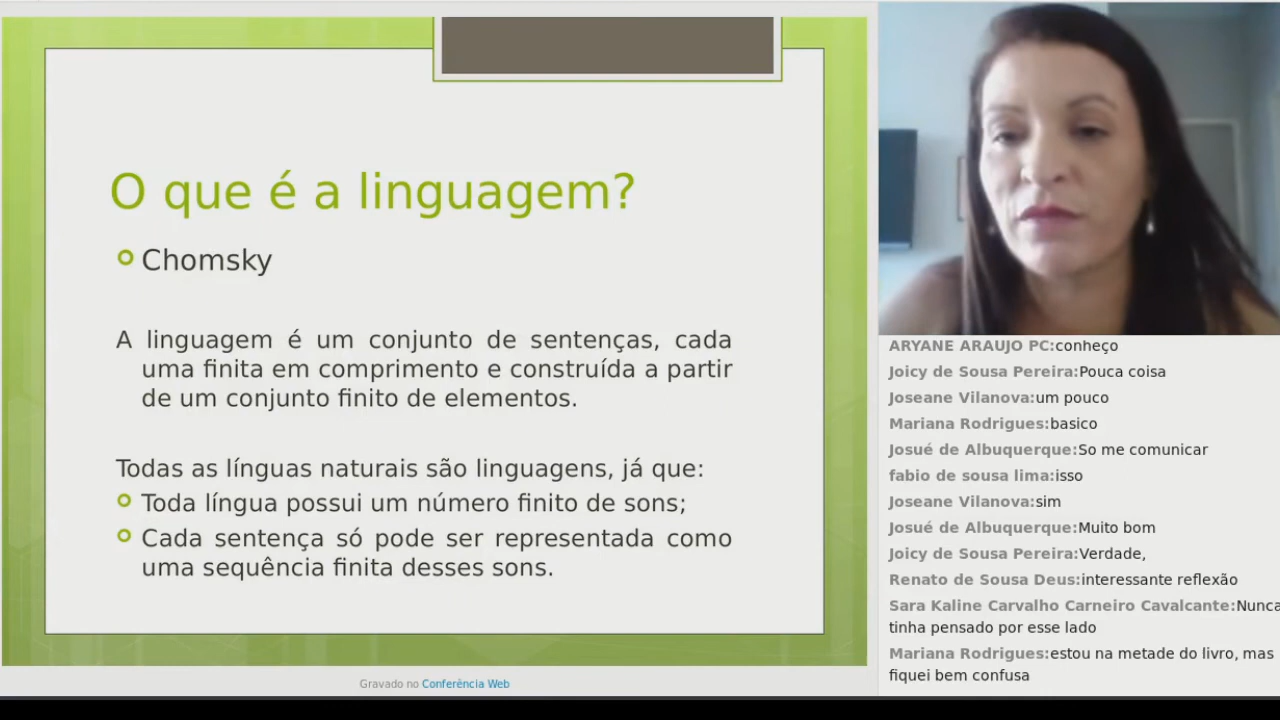 O que é a linguagem?
Chomsky
A linguagem é um conjunto de sentenças, cada
uma finita em comprimento e construída a partir
de um conjunto finito de elementos.
Todas as línguas naturais são linguagens, já que:
Toda língua possui um número finito de sons;
Cada sentença só pode ser representada como
uma sequência finita desses sons.
Gravado no Conferência Web
ARYANE ARAUJO PC:conheço
Joicy de Sousa Pereira:Pouca coisa
Joseane Vilanova:um pouco
Mariana Rodrigues:basico
Josué de Albuquerque:So me comunicar
fabio de sousa lima:isso
Joseane Vilanova:sim
Josué de Albuquerque:Muito bom
Joicy de Sousa Pereira:Verdade,
Renato de Sousa Deus:interessante reflexão
Sara Kaline Carvalho Carneiro Cavalcante:Nunca
tinha pensado por esse lado
Mariana Rodrigues:estou na metade do livro, mas
fiquei bem confusa